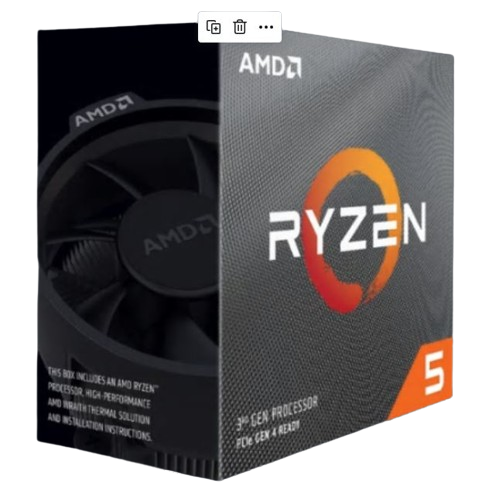 AMD
AMD
THIS BOX INCLUDES AN AMD RYZEN™
PROCESSOR, HIGH-PERFORMANCE
AMD WRAITH THERMAL SOLUTION
AND INSTALLATION INSTRUCTIONS.
AMD
RYZEN
5
3RD GEN PROCESSOR
PCIe GEN 4 READY